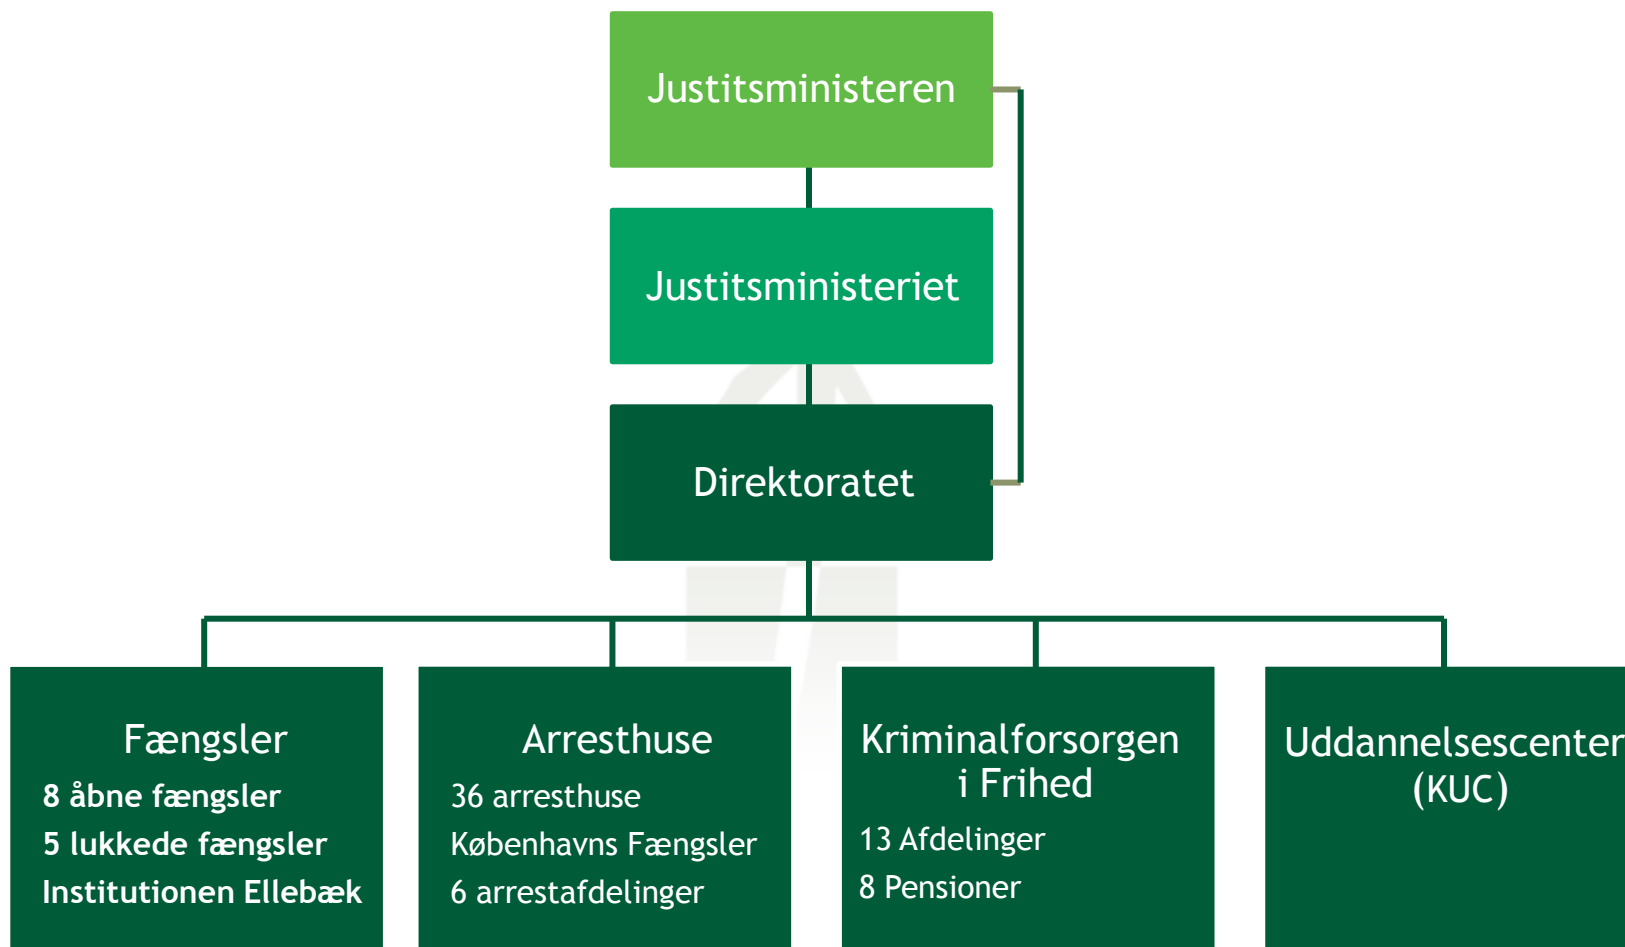 Justitsministeren
Justitsministeriet
Direktoratet
Fængsler
8 åbne fængsler
5 lukkede fængsler
Institutionen Ellebæk
Arresthuse
36 arresthuse
Københavns Fængsler
6 arrestafdelinger
Kriminalforsorgen
i Frihed
13 Afdelinger
8 Pensioner
Uddannelsescenter
(KUC)